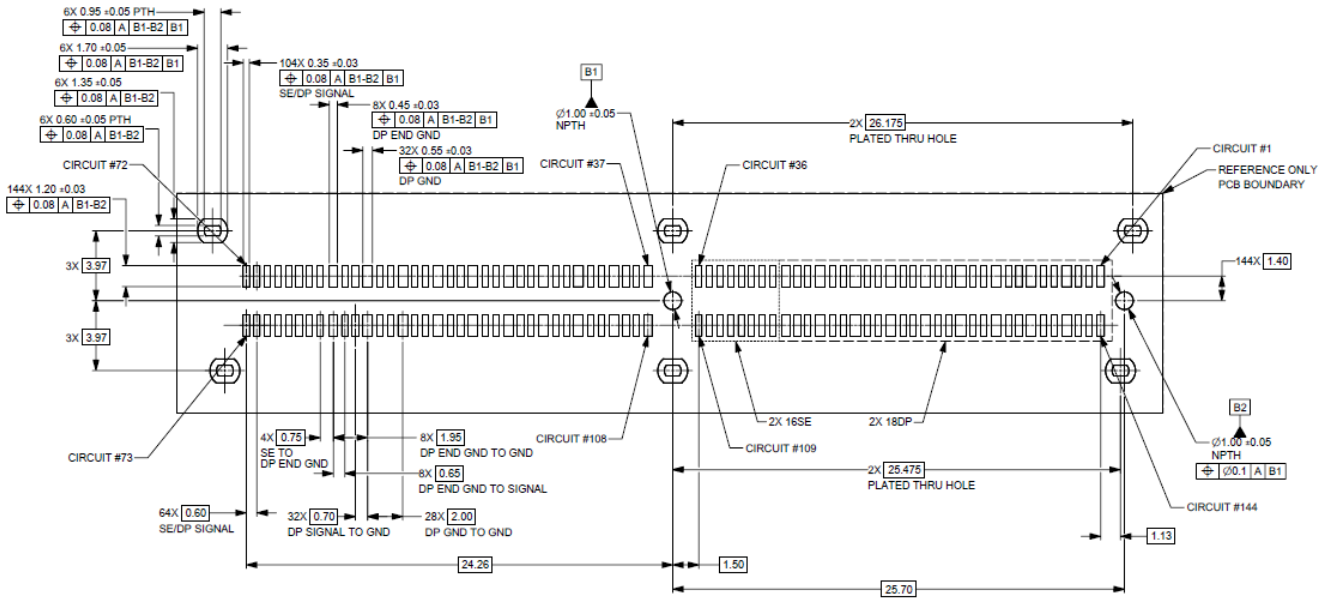 6X 0.95 ±0.05 PTH
⌖ 0.08 A B1-B2 B1
6X 1.70 ±0.05
⌖ 0.08 A B1-B2 B1
6X 1.35 ±0.05
⌖ 0.08 A B1-B2
6X 0.60 ±0.05 PTH
⌖ 0.08 A B1-B2
CIRCUIT #72
144X 1.20 ±0.03
⌖ 0.08 A B1-B2
104X 0.35 ±0.03
⌖ 0.08 A B1-B2 B1
SE/DP SIGNAL
8X 0.45 ±0.03
⌖ 0.08 A B1-B2 B1
DP END GND
32X 0.55 ±0.03
⌖ 0.08 A B1-B2 B1
DP GND
B1
Ø1.00 ±0.05
NPTH
CIRCUIT #37
CIRCUIT #36
2X 26.175
PLATED THRU HOLE
CIRCUIT #1
REFERENCE ONLY
PCB BOUNDARY
3X 3.97
3X 3.97
144X 1.40
CIRCUIT #73
4X 0.75
SE TO
DP END GND
8X 1.95
DP END GND TO GND
8X 0.65
DP END GND TO SIGNAL
64X 0.60
SE/DP SIGNAL
32X 0.70
DP SIGNAL TO GND
28X 2.00
DP GND TO GND
CIRCUIT #108
CIRCUIT #109
2X 16SE
2X 18DP
2X 25.475
PLATED THRU HOLE
B2
Ø1.00 ±0.05
NPTH
⌖ Ø0.1 A B1
CIRCUIT #144
1.13
24.26
1.50
25.70